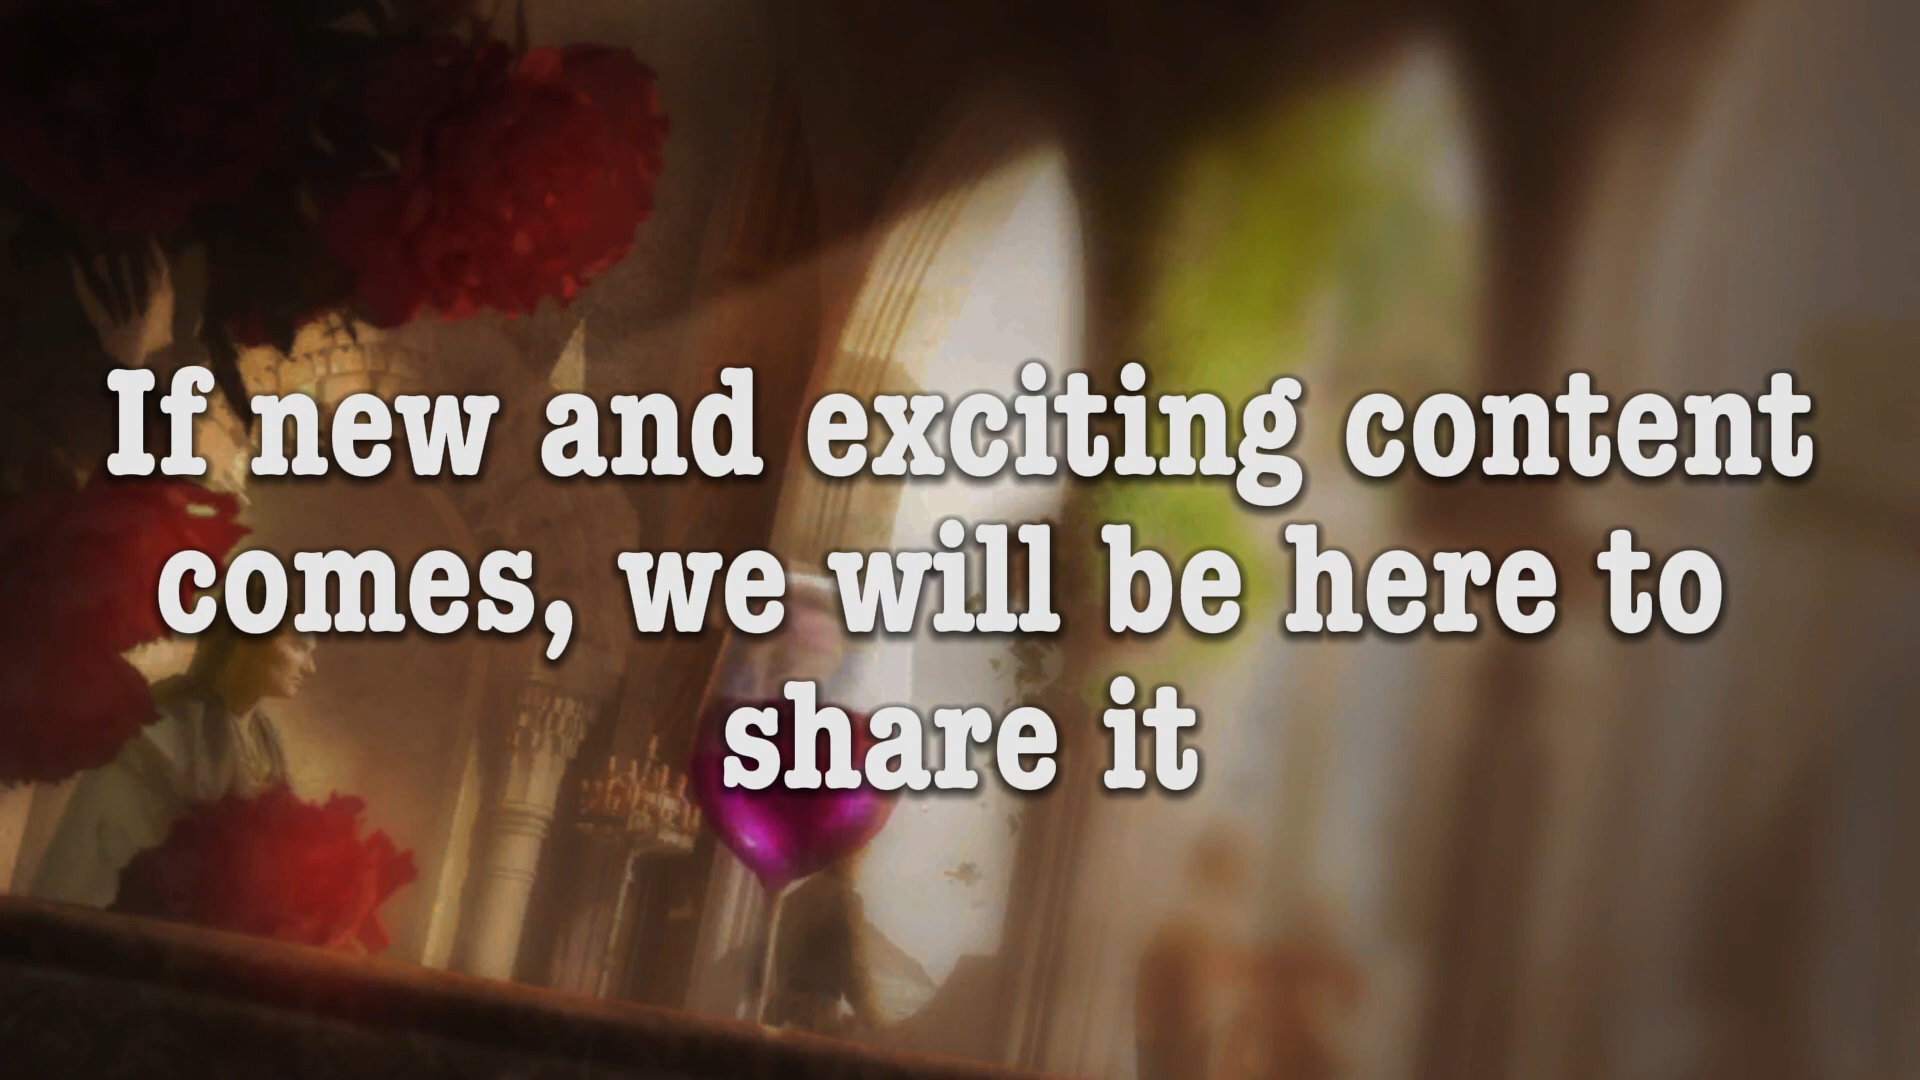 If new and exciting content
comes, we will be here to
share it